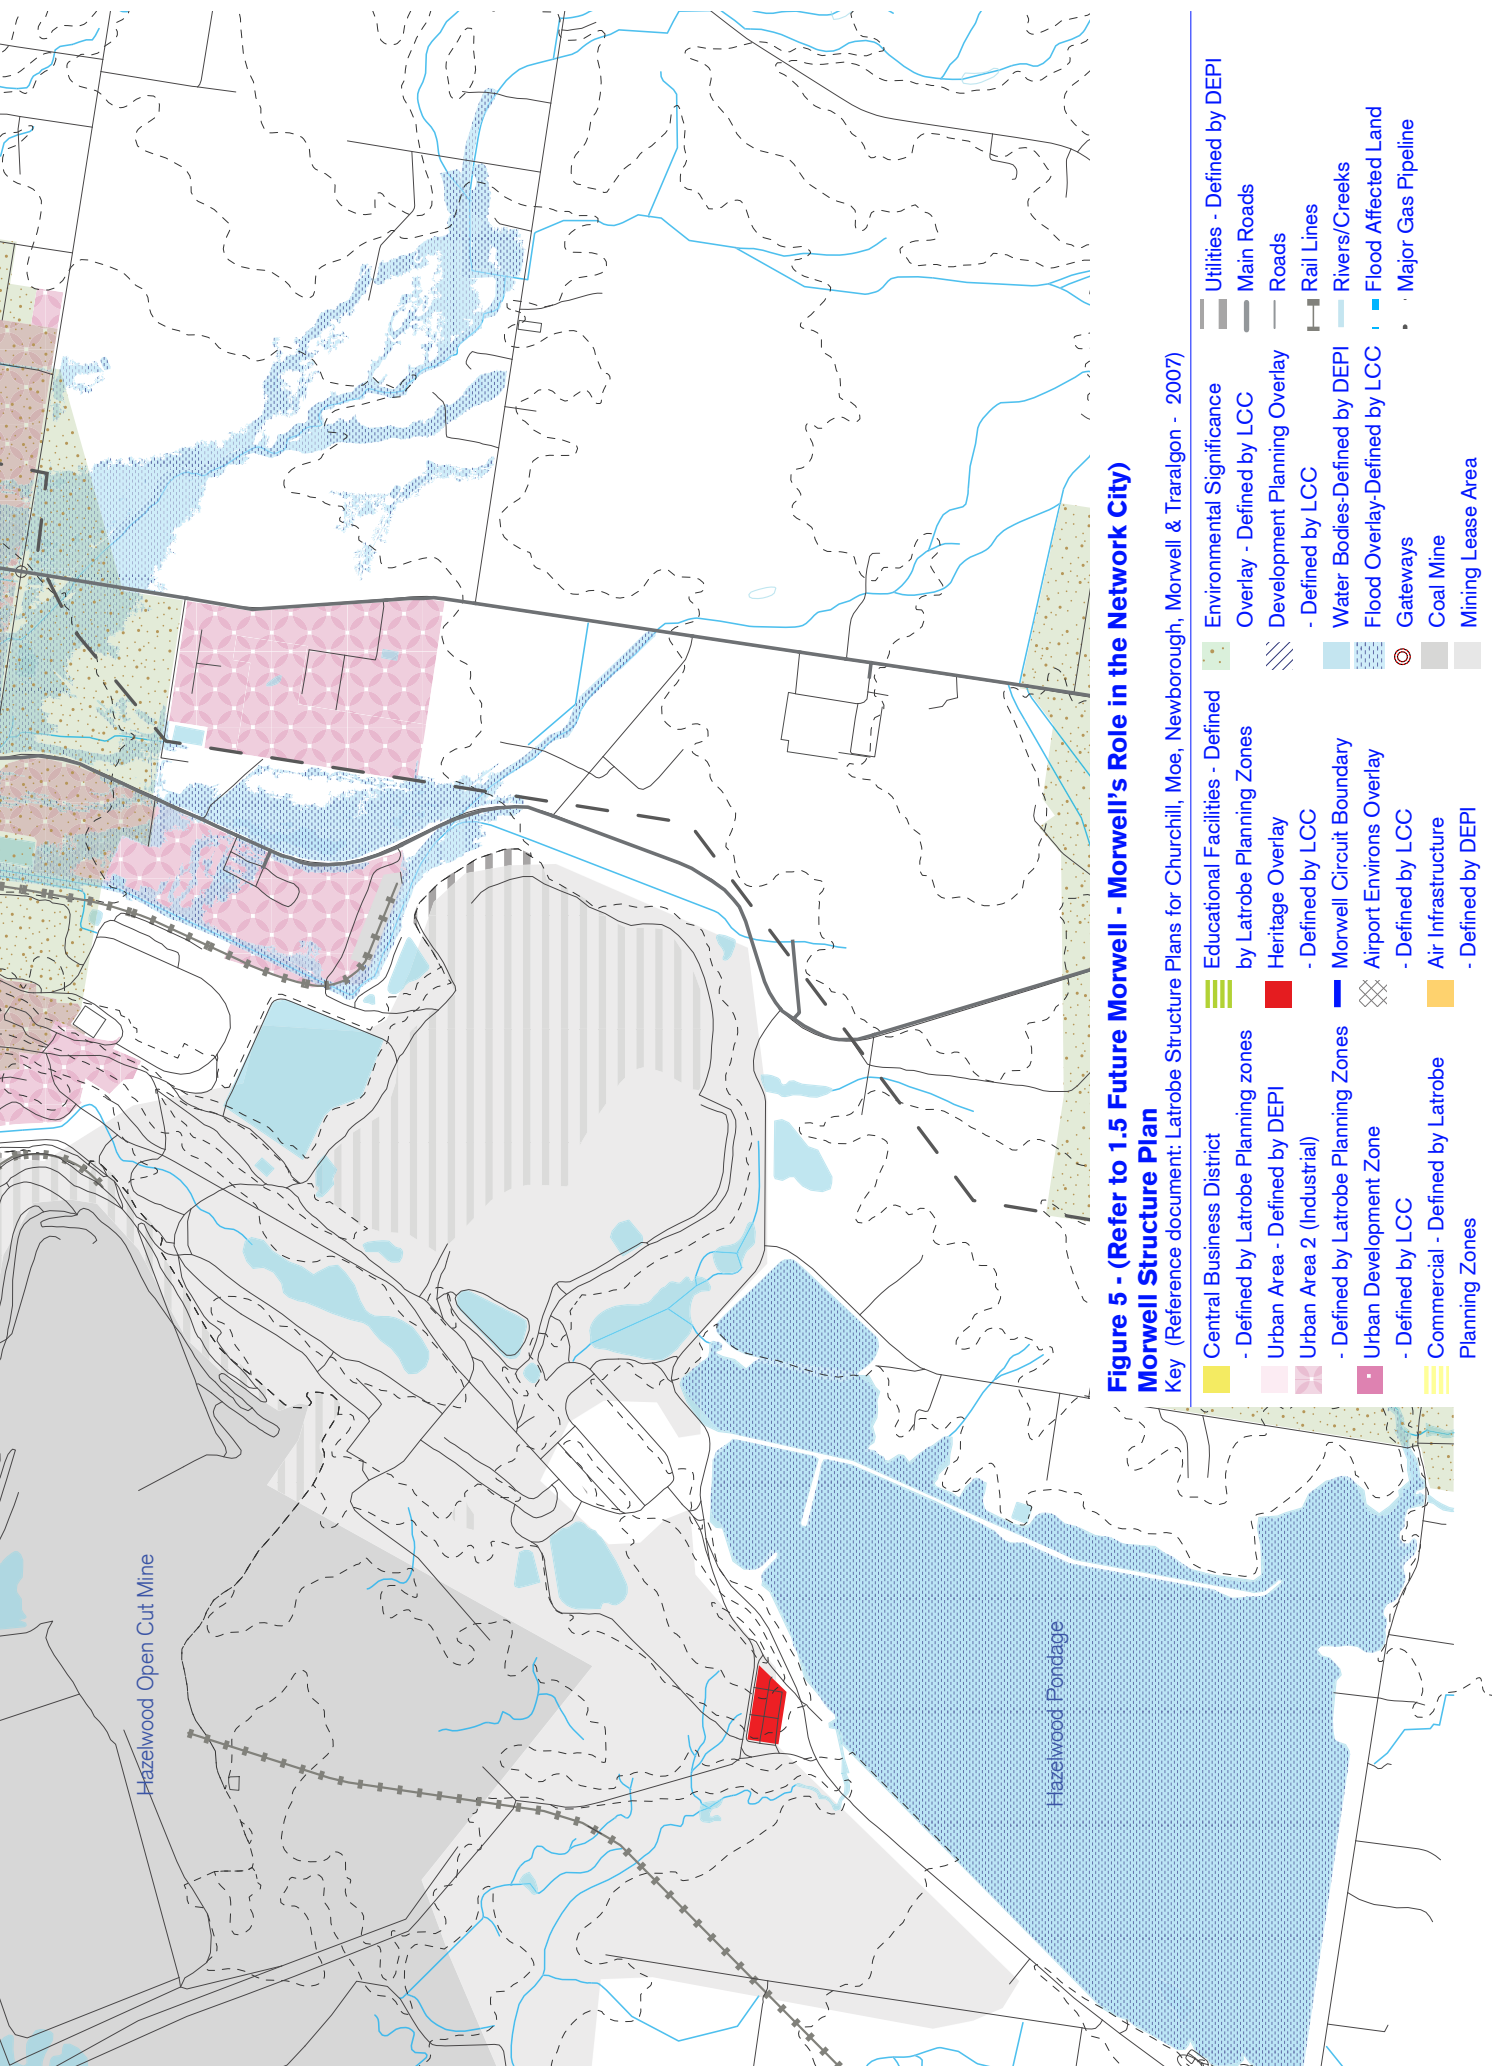 Hazelwood Open Cut Mine
Hazelwood Pondage
Figure 5 - (Refer to 1.5 Future Morwell - Morwell's Role in the Network City)
Morwell Structure Plan
Key (Reference document: Latrobe Structure Plans for Churchill, Moe, Newborough, Morwell & Traralgon - 2007)
Central Business District
- Defined by Latrobe Planning zones
Urban Area - Defined by DEPI
Urban Area 2 (Industrial)
- Defined by Latrobe Planning Zones
Urban Development Zone
- Defined by LCC
Commercial - Defined by Latrobe
Planning Zones
Educational Facilities - Defined
by Latrobe Planning Zones
Heritage Overlay
- Defined by LCC
Morwell Circuit Boundary
Airport Environs Overlay
- Defined by LCC
Air Infrastructure
- Defined by DEPI
Environmental Significance
Overlay - Defined by LCC
Development Planning Overlay
- Defined by LCC
Water Bodies-Defined by DEPI
Flood Overlay-Defined by LCC
Gateways
Coal Mine
Mining Lease Area
Utilities - Defined by DEPI
Main Roads
Roads
Rail Lines
Rivers/Creeks
Flood Affected Land
Major Gas Pipeline